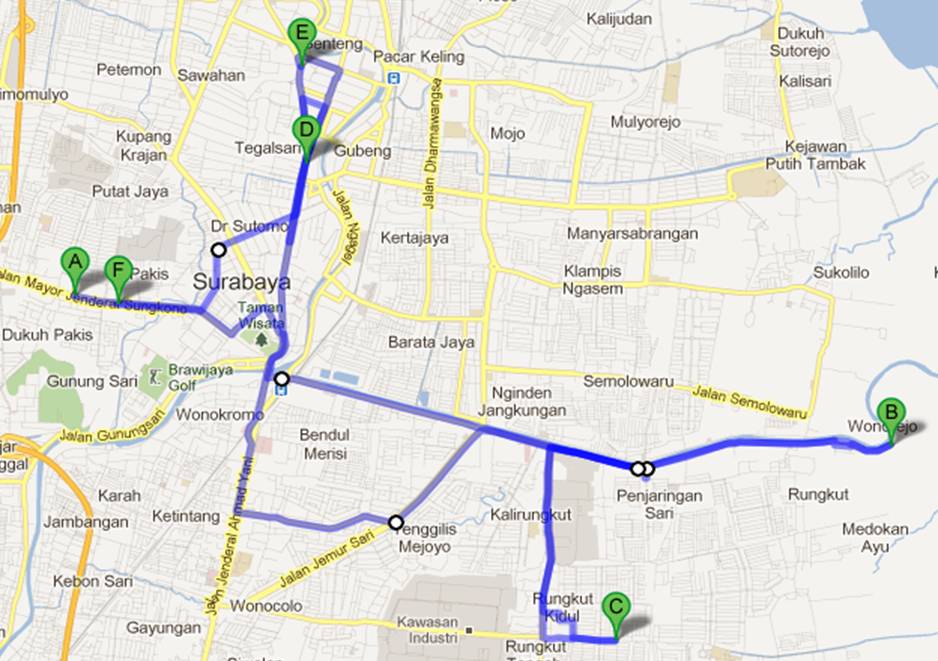 Kalijudan
Dukuh
Sutorejo
E
Benteng
Pacar Keling
Petemon
Sawahan
Kalisari
imomulyo
Jalan Dharmawangsa
Mulyorejo
D
Mojo
Kupang
Krajan
Tegalsari
Gubeng
Kejawan
Putih Tambak
Putat Jaya
Jalan Ngagel
Dr Sutomo
Kertajaya
Manyarsabrangan
A
F
Pakis
Klampis
Ngasem
Sukolilo
Surabaya
alan Mayor Jenderal Sungkono
Taman
Wisata
Dukuh Pakis
Barata Jaya
Brawijaya
Golf
Gunung Sari
Semolowaru
Jalan Semolowaru
Nginden
Jangkungan
B
Wonorejo
Wonokromo
Jalan Gunungsari
Bendul
Merisi
ggal
Karah
Penjaringan
Sari
Rungkut
Jambangan
Ketintang
Jalan Jenderal Ahmad Yani
Kalirungkut
Tenggilis
Mejoyo
Medokan
Ayu
Jalan Jemur Sari
Kebon Sari
Wonocolo
Rungkut
Kidul
C
Gayungan
Kawasan
Industri
Rungkut